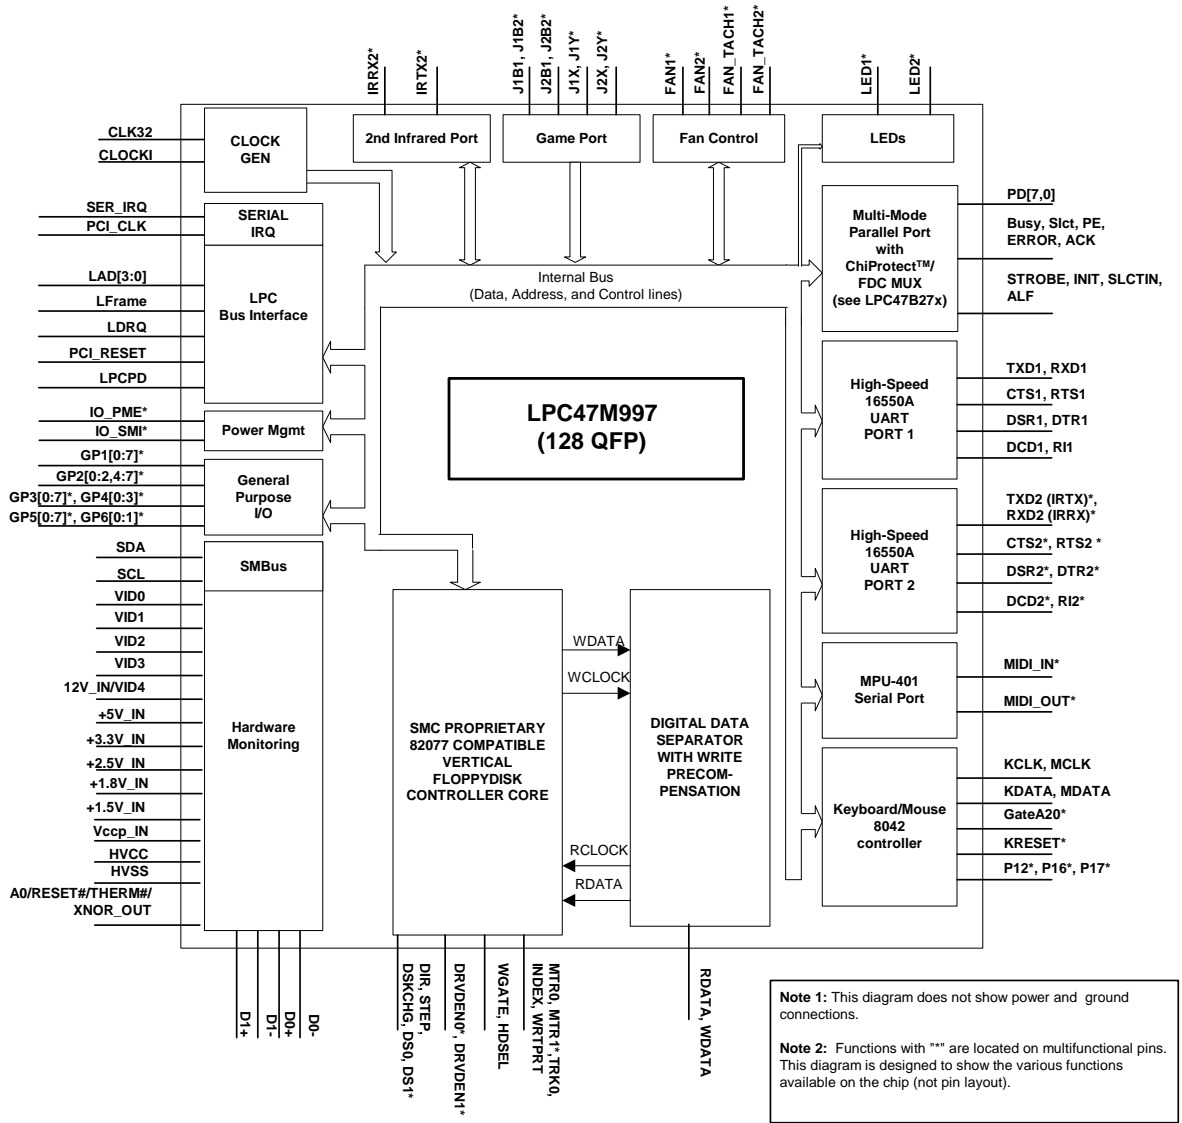 IRRX2*
IRTX2*
J1B1, J1B2*
J2B1, J2B2*
J1X, J1Y*
J2X, J2Y*
FAN1*
FAN2*
FAN_TACH1*
FAN_TACH2*
LED1*
LED2*
CLK32
CLOCKI
CLOCK
GEN
2nd Infrared Port
Game Port
Fan Control
LEDs
SER_IRQ
PCI_CLK
SERIAL
IRQ
LAD[3:0]
LFrame
LDRQ
PCI_RESET
LPCPD
LPC
Bus Interface
Internal Bus
(Data, Address, and Control lines)
Multi-Mode
Parallel Port
with
ChiProtect™/
FDC MUX
(see LPC47B27x)
PD[7,0]
Busy, Slct, PE,
ERROR, ACK
STROBE, INIT, SLCTIN,
ALF
LPC47M997
(128 QFP)
High-Speed
16550A
UART
PORT 1
TXD1, RXD1
CTS1, RTS1
DSR1, DTR1
DCD1, RI1
IO_PME*
IO_SMI*
Power Mgmt
GP1[0:7]*
GP2[0:2,4:7]*
GP3[0:7]*, GP4[0:3]*
GP5[0:7]*, GP6[0:1]*
General
Purpose
I/O
High-Speed
16550A
UART
PORT 2
TXD2 (IRTX)*,
RXD2 (IRRX)*
CTS2*, RTS2 *
DSR2*, DTR2*
DCD2*, RI2*
SDA
SCL
SMBus
VID0
VID1
VID2
VID3
12V_IN/VID4
+5V_IN
+3.3V_IN
+2.5V_IN
+1.8V_IN
+1.5V_IN
Vccp_IN
HVCC
HVSS
A0/RESET#/THERM#/
XNOR_OUT
Hardware
Monitoring
SMC PROPRIETARY
82077 COMPATIBLE
VERTICAL
FLOPPYDISK
CONTROLLER CORE
WDATA
WCLOCK
RCLOCK
RDATA
DIGITAL DATA
SEPARATOR
WITH WRITE
PRECOM-
PENSATION
MPU-401
Serial Port
MIDI_IN*
MIDI_OUT*
Keyboard/Mouse
8042
controller
KCLK, MCLK
KDATA, MDATA
GateA20*
KRESET*
P12*, P16*, P17*
D1+
D1-
D0+
D0-
DIR, STEP,
DSKCHG, DS0, DS1*
DRVDEN0*, DRVDEN1*
WGATE, HDSEL
MTR0, MTR1*,TRK0,
INDEX, WRTPRT
RDATA, WDATA
Note 1: This diagram does not show power and ground
connections.
Note 2: Functions with "*" are located on multifunctional pins.
This diagram is designed to show the various functions
available on the chip (not pin layout).